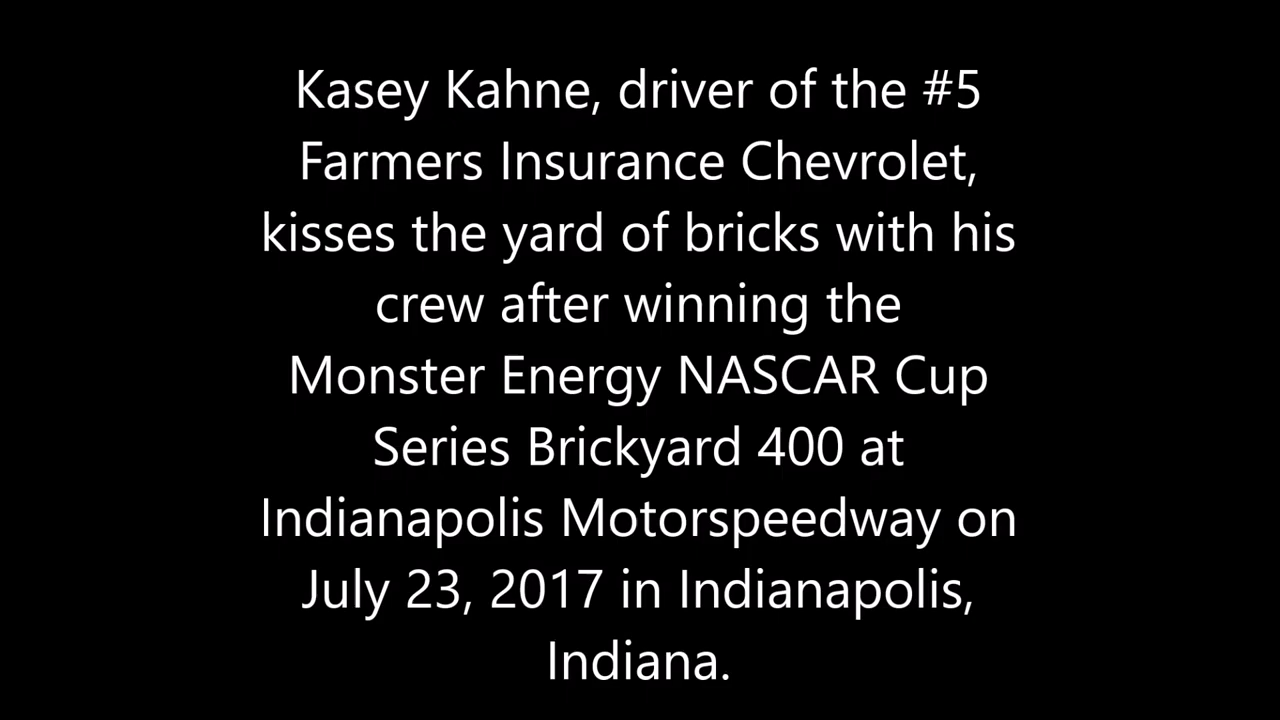 Kasey Kahne, driver of the #5
Farmers Insurance Chevrolet,
kisses the yard of bricks with his
crew after winning the
Monster Energy NASCAR Cup
Series Brickyard 400 at
Indianapolis Motorspeedway on
July 23, 2017 in Indianapolis,
Indiana.